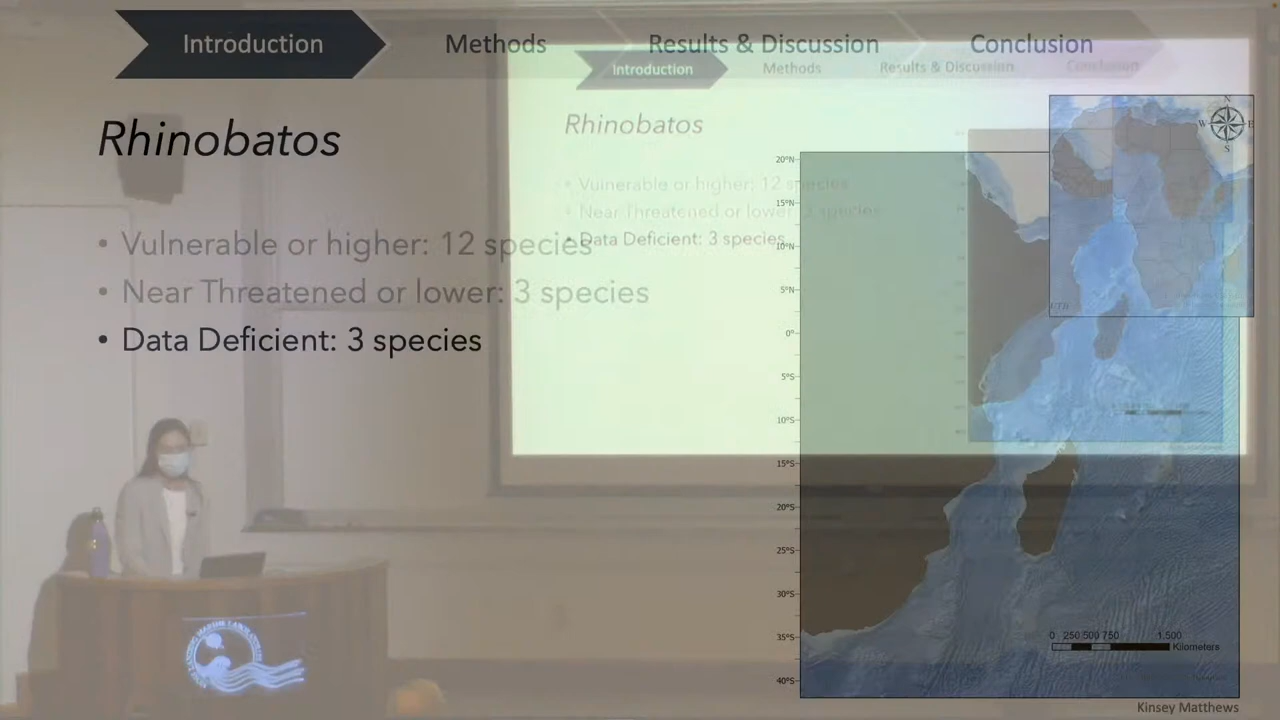 Introduction
Methods
Results & Discussion
Conclusion
Introduction
Methods
Results & Discussion
Conclusion
Rhinobatos
Rhinobatos
• Vulnerable or higher: 12 species
• Near Threatened or lower: 3 species
• Data Deficient: 3 species
• Vulnerable or higher: 12 species
• Near Threatened or lower: 3 species
• Data Deficient: 3 species
N
W
E
S
20°N
15°N
10°N
5°N
0°
5°S
10°S
15°S
20°S
25°S
30°S
35°S
40°S
0 250 500 750 1,500
Kilometers
Kinsey Matthews